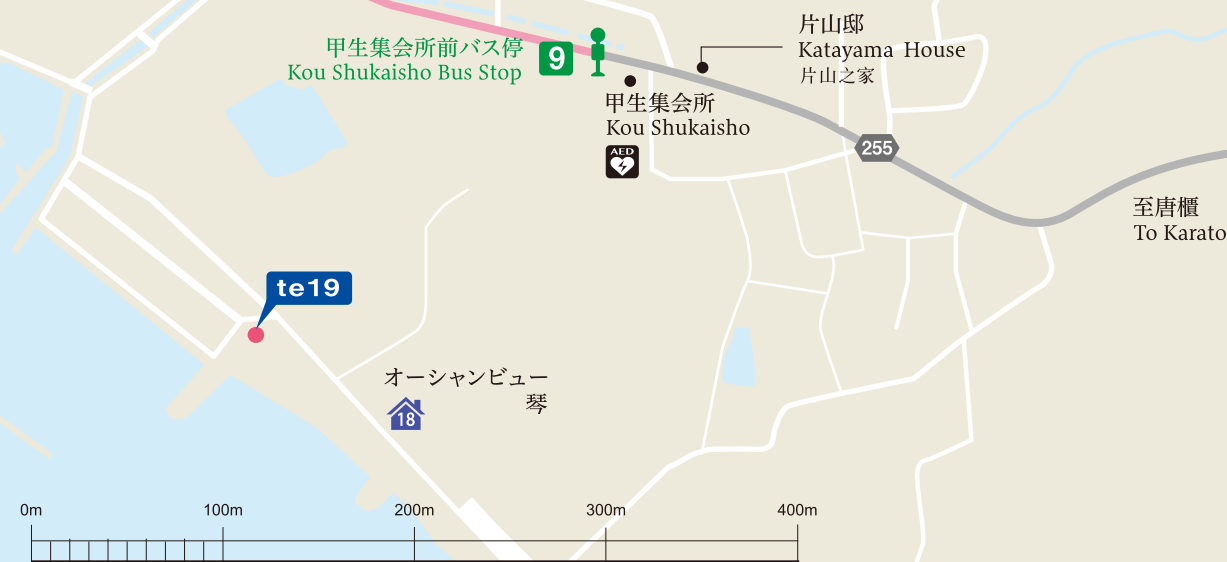 片山邸
Katayama House
片山之家
甲生集会所前バス停
Kou Shukaisho Bus Stop
9
甲生集会所
Kou Shukaisho
AED
255
至唐櫃
To Karato
te19
オーシャンビュー
琴
18
0m 100m 200m 300m 400m